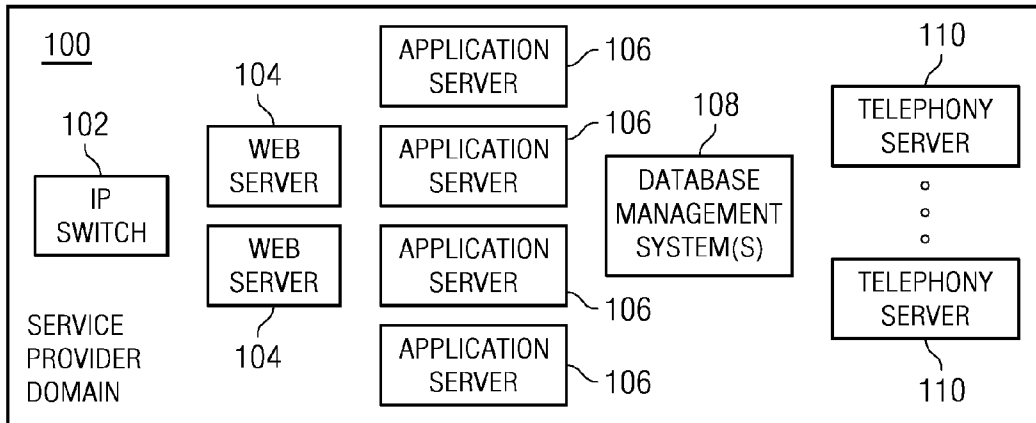 100
102
IP
SWITCH
SERVICE
PROVIDER
DOMAIN
104
WEB
SERVER
WEB
SERVER
104
APPLICATION
SERVER
106
APPLICATION
SERVER
106
APPLICATION
SERVER
106
APPLICATION
SERVER
106
108
DATABASE
MANAGEMENT
SYSTEM(S)
110
TELEPHONY
SERVER
TELEPHONY
SERVER
110